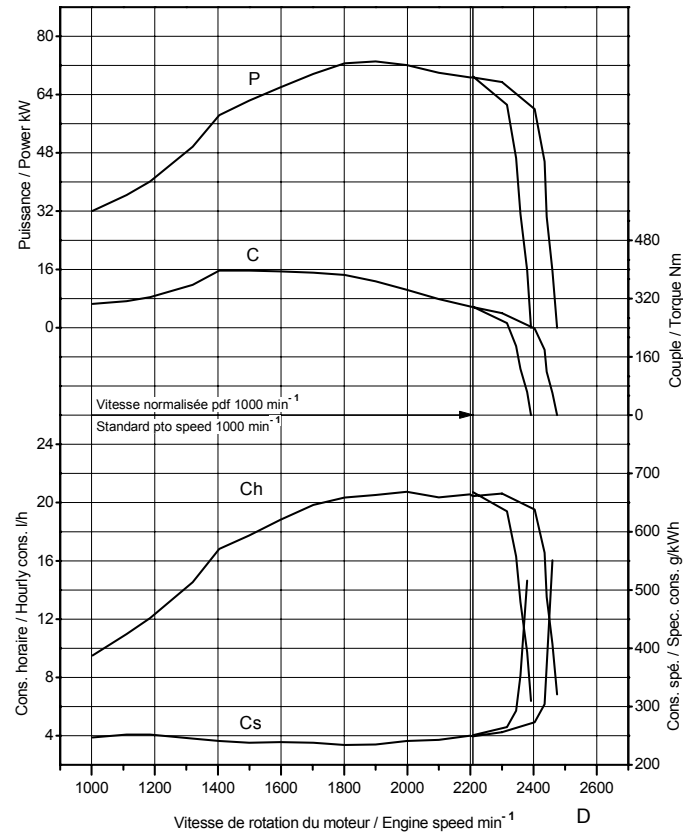 80
64
48
32
16
0
Puissance / Power kW
P
C
480
320
160
0
Couple / Torque Nm
Vitesse normalisée pdf 1000 min⁻¹
Standard pto speed 1000 min⁻¹
24
20
16
12
8
4
Cons. horaire / Hourly cons. l/h
Ch
Cs
700
600
500
400
300
200
Cons. spé. / Spec. cons. g/kWh
1000 1200 1400 1600 1800 2000 2200 2400 2600
Vitesse de rotation du moteur / Engine speed min⁻¹
D